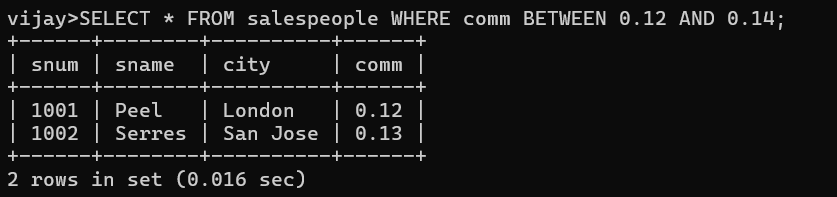 vijay>SELECT * FROM salespeople WHERE comm BETWEEN 0.12 AND 0.14;
+------+--------+----------+------+
| snum | sname  | city     | comm |
+------+--------+----------+------+
| 1001 | Peel   | London   | 0.12 |
| 1002 | Serres | San Jose | 0.13 |
+------+--------+----------+------+
2 rows in set (0.016 sec)